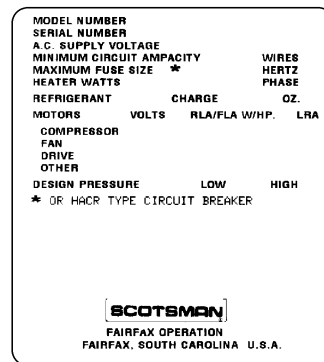 MODEL NUMBER
SERIAL NUMBER
A.C. SUPPLY VOLTAGE
MINIMUM CIRCUIT AMPACITY WIRES
MAXIMUM FUSE SIZE * HERTZ
HEATER WATTS PHASE
REFRIGERANT CHARGE OZ.
MOTORS VOLTS RLA/FLA W/HP. LRA
COMPRESSOR
FAN
DRIVE
OTHER
DESIGN PRESSURE LOW HIGH
* OR HACR TYPE CIRCUIT BREAKER
SCOTSMAN
FAIRFAX OPERATION
FAIRFAX, SOUTH CAROLINA U.S.A.